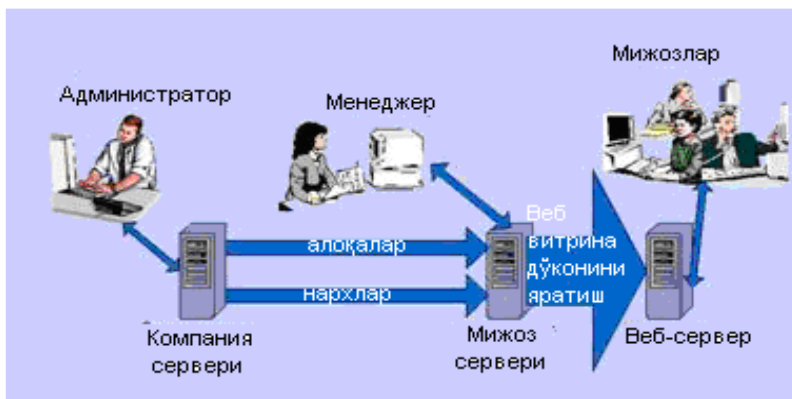 Мижозлар
Администратор
Менеджер
Веб
витрина
дўконини
яратиш
алоқалар
нархлар
Компания
сервери
Мижоз
сервери
Веб-сервер